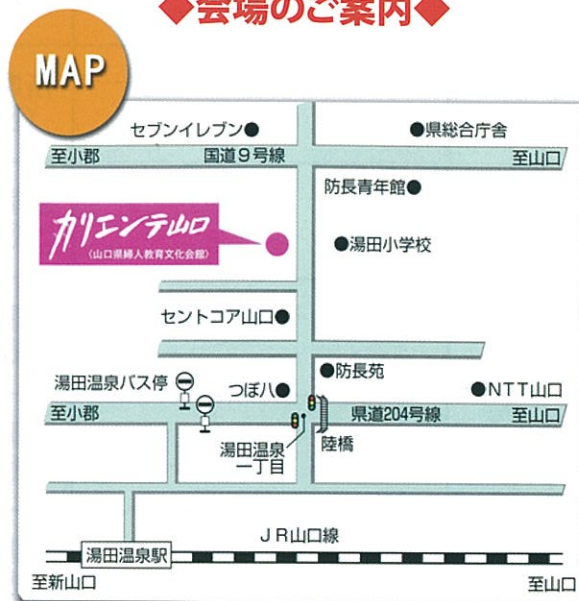 ◆会場のご案内◆
MAP
セブンイレブン●
●県総合庁舎
至小郡
国道9号線
至山口
防長青年館●
カリエンテ山口
（山口県婦人教育文化会館）
●湯田小学校
セントコア山口●
●防長苑
湯田温泉バス停
つぼ八●
●NTT山口
至小郡
県道204号線
至山口
湯田温泉
一丁目
陸橋
JR山口線
湯田温泉駅
至新山口
至山口